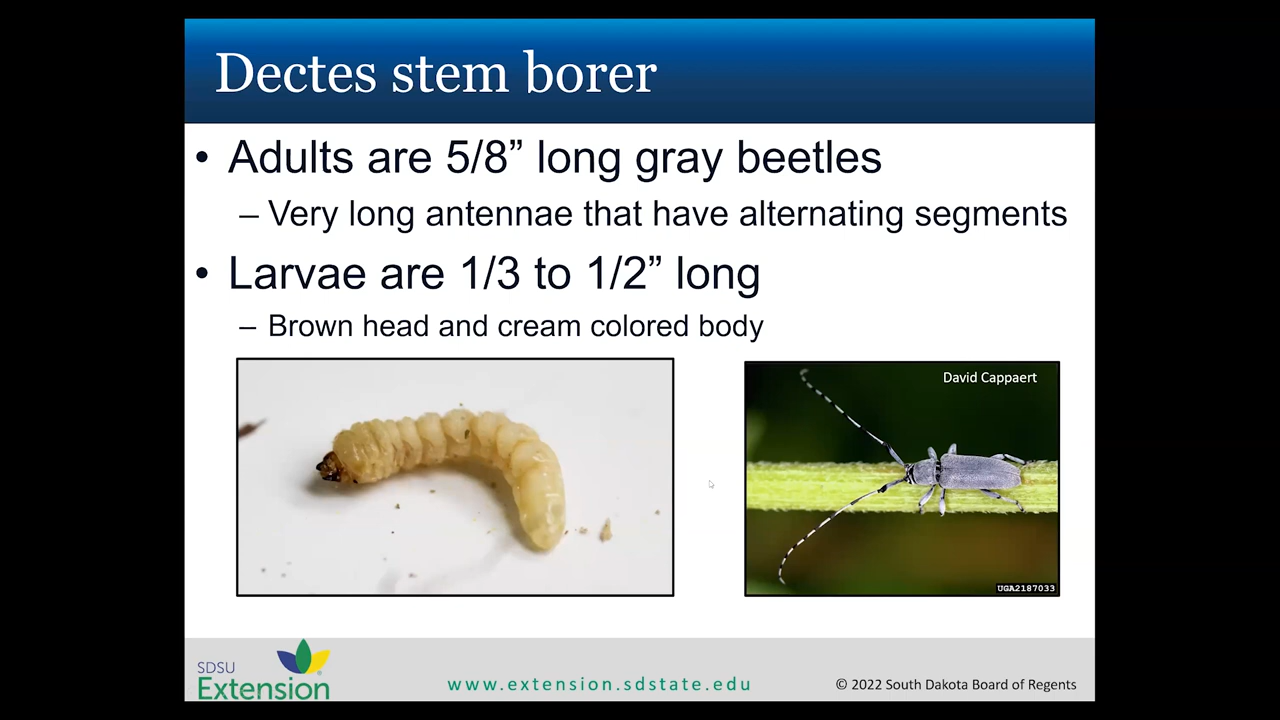 Dectes stem borer
• Adults are 5/8” long gray beetles
– Very long antennae that have alternating segments
• Larvae are 1/3 to 1/2” long
– Brown head and cream colored body
David Cappaert
UGA2187033
SDSU
Extension
www.extension.sdstate.edu
© 2022 South Dakota Board of Regents